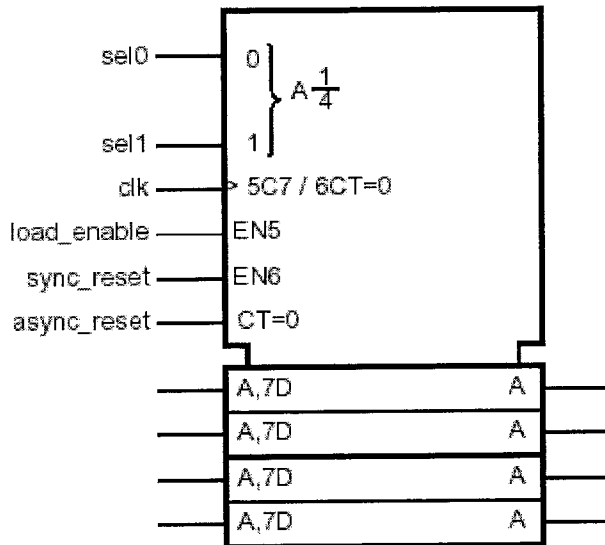 sel0 0
A 1/4
sel1 1
clk > 5C7 / 6CT=0
load_enable EN5
sync_reset EN6
async_reset CT=0
A,7D A
A,7D A
A,7D A
A,7D A